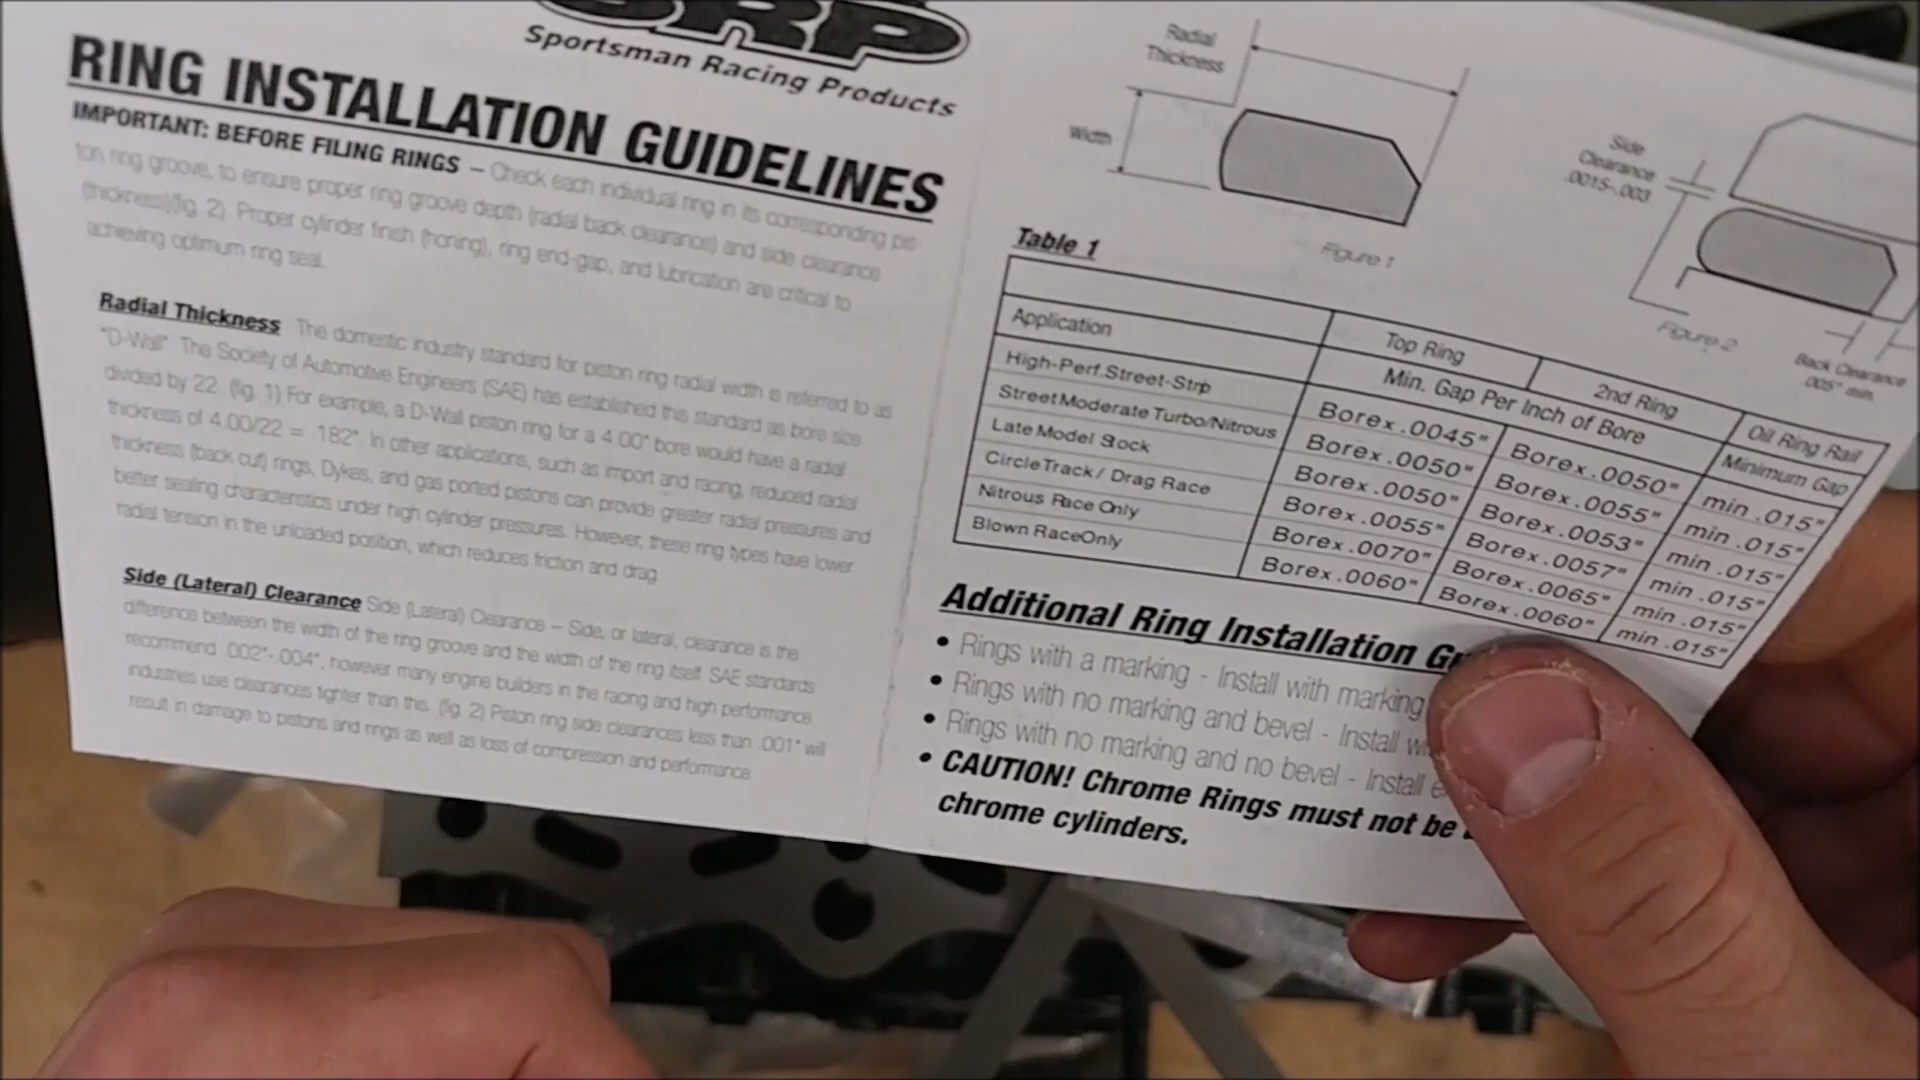 SRP
Sportsman Racing Products
RING INSTALLATION GUIDELINES
IMPORTANT: BEFORE FILING RINGS – Check each individual ring in its corresponding pis-
ton ring groove, to ensure proper ring groove depth (radial back clearance) and side clearance
(thickness)(fig. 2). Proper cylinder finish (honing), ring end-gap, and lubrication are critical to
achieving optimum ring seal.
Radial Thickness The domestic industry standard for piston ring radial width is referred to as
"D-Wall". The Society of Automotive Engineers (SAE) has established this standard as bore size
divided by 22. (fig. 1) For example, a D-Wall piston ring for a 4.00" bore would have a radial
thickness of 4.00/22 = .182". In other applications, such as import and racing, reduced radial
thickness (back cut) rings, Dykes, and gas ported pistons can provide greater radial pressures and
better sealing characteristics under high cylinder pressures. However, these ring types have lower
radial tension in the unloaded position, which reduces friction and drag.
Side (Lateral) Clearance Side (Lateral) Clearance – Side, or lateral, clearance is the
difference between the width of the ring groove and the width of the ring itself. SAE standards
recommend .002"-.004", however many engine builders in the racing and high performance
industries use clearances tighter than this. (fig. 2) Piston ring side clearances less than .001" will
result in damage to pistons and rings as well as loss of compression and performance.
Radial
Thickness
Width
Figure 1
Side
Clearance
.0015-.003
Figure 2
Back Clearance
.005" min.
Table 1
Top Ring 2nd Ring Oil Ring Rail
Application Min. Gap Per Inch of Bore Minimum Gap
High-Perf.Street-Strip Bore x .0045" Bore x .0050" min .015"
Street Moderate Turbo/Nitrous Bore x .0050" Bore x .0055" min .015"
Late Model Stock Bore x .0050" Bore x .0053" min .015"
Circle Track / Drag Race Bore x .0055" Bore x .0057" min .015"
Nitrous Race Only Bore x .0070" Bore x .0065" min .015"
Blown Race Only Bore x .0060" Bore x .0060" min .015"
Additional Ring Installation
• Rings with a marking - Install with marking
• Rings with no marking and bevel - Install
• Rings with no marking and no bevel - Install
• CAUTION! Chrome Rings must not be
chrome cylinders.